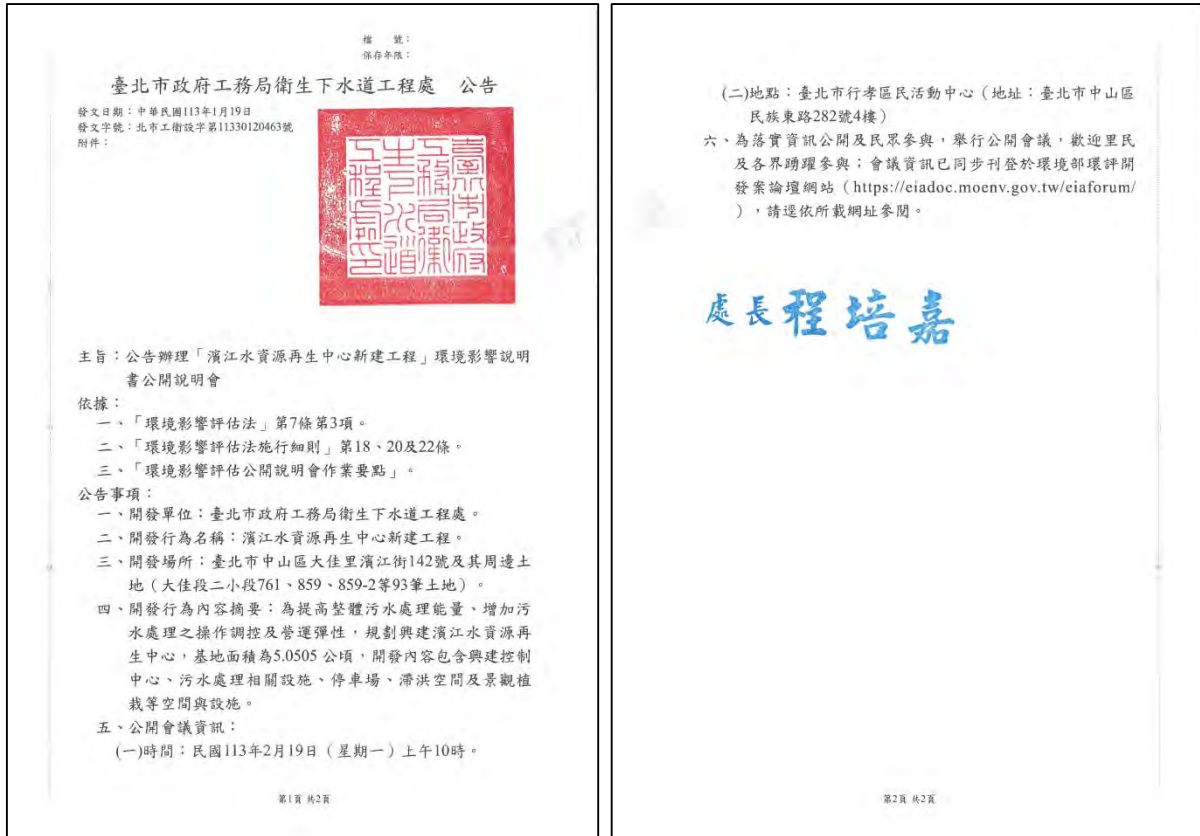 檔　　號：
保存年限：
臺北市政府工務局衛生下水道工程處　公告
發文日期：中華民國113年1月19日
發文字號：北市工衛設字第11330120463號
附件：
臺北市政府
工務局衛
生下水道
工程處印
主旨：公告辦理「濱江水資源再生中心新建工程」環境影響說明
書公開說明會
依據：
一、「環境影響評估法」第7條第3項。
二、「環境影響評估法施行細則」第18、20及22條。
三、「環境影響評估公開說明會作業要點」。
公告事項：
一、開發單位：臺北市政府工務局衛生下水道工程處。
二、開發行為名稱：濱江水資源再生中心新建工程。
三、開發場所：臺北市中山區大佳里濱江街142號及其周邊土
地（大佳段二小段761、859、859-2等93筆土地）。
四、開發行為內容摘要：為提高整體污水處理能量、增加污
水處理之操作調控及營運彈性，規劃興建濱江水資源再
生中心，基地面積為5.0505 公頃，開發內容包含興建控制
中心、污水處理相關設施、停車場、滯洪空間及景觀植
栽等空間與設施。
五、公開會議資訊：
(一)時間：民國113年2月19日（星期一）上午10時。
第1頁 共2頁
(二)地點：臺北市行孝區民活動中心（地址：臺北市中山區
民族東路282號4樓）
六、為落實資訊公開及民眾參與，舉行公開會議，歡迎里民
及各界踴躍參與；會議資訊已同步刊登於環境部環評開
發案論壇網站（https://eiadoc.moenv.gov.tw/eiaforum/
），請逕依所載網址參閱。
處長程培嘉
第2頁 共2頁